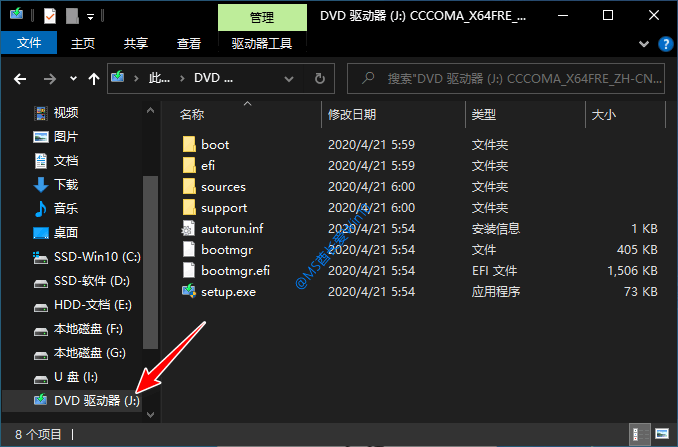 管理
DVD 驱动器 (J:) CCCOMA_X64FRE_...
文件 主页 共享 查看 驱动器工具
此... DVD ...
搜索"DVD 驱动器 (J:) CCCOMA_X64FRE_ZH-CN...
视频
图片
文档
下载
音乐
桌面
SSD-Win10 (C:)
SSD-软件 (D:)
HDD-文档 (E:)
本地磁盘 (F:)
本地磁盘 (G:)
U 盘 (I:)
DVD 驱动器 (J:)
名称 修改日期 类型 大小
boot 2020/4/21 5:59 文件夹
efi 2020/4/21 5:59 文件夹
sources 2020/4/21 6:00 文件夹
support 2020/4/21 6:00 文件夹
autorun.inf 2020/4/21 5:54 安装信息 1 KB
bootmgr 2020/4/21 5:54 文件 405 KB
bootmgr.efi 2020/4/21 5:54 EFI 文件 1,506 KB
setup.exe 2020/4/21 5:54 应用程序 73 KB
8 个项目